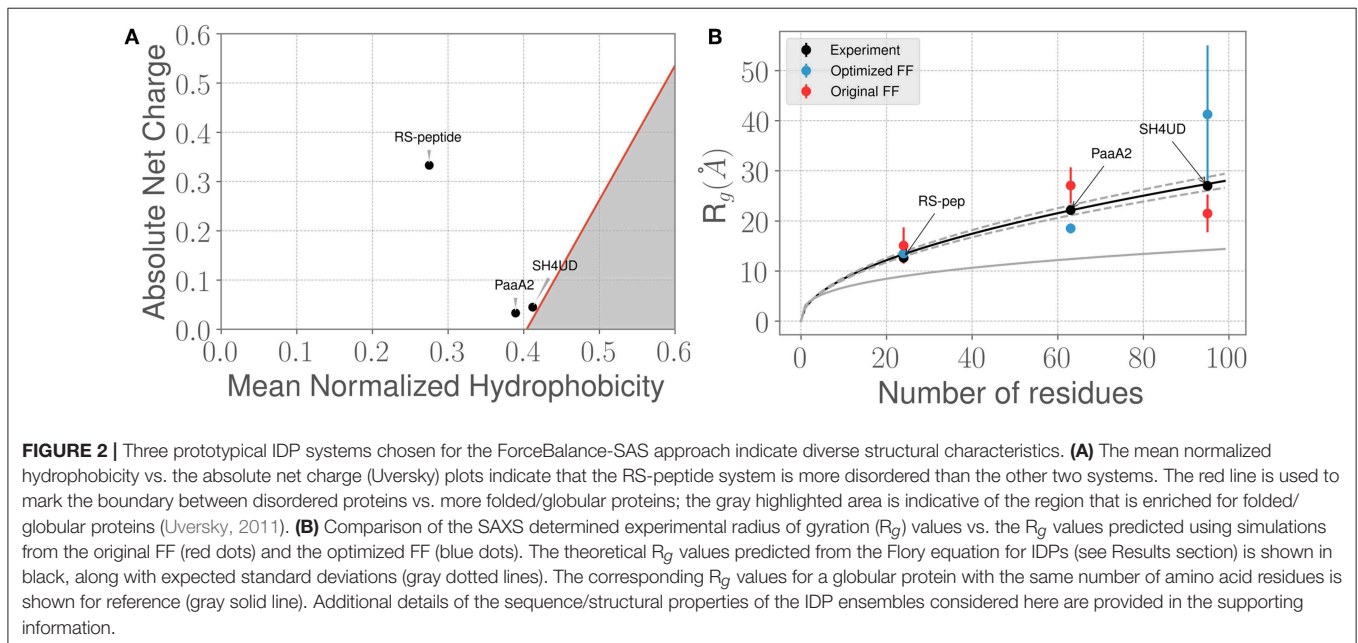 A
0.6
0.5
0.4
0.3
0.2
0.1
0.0
Absolute Net Charge
RS-peptide
PaaA2
SH4UD
0.0 0.1 0.2 0.3 0.4 0.5 0.6
Mean Normalized Hydrophobicity
B
Experiment
Optimized FF
Original FF
50
40
30
20
10
0
Rg(Å)
SH4UD
PaaA2
RS-pep
0 20 40 60 80 100
Number of residues
FIGURE 2 | Three prototypical IDP systems chosen for the ForceBalance-SAS approach indicate diverse structural characteristics. (A) The mean normalized
hydrophobicity vs. the absolute net charge (Uversky) plots indicate that the RS-peptide system is more disordered than the other two systems. The red line is used to
mark the boundary between disordered proteins vs. more folded/globular proteins; the gray highlighted area is indicative of the region that is enriched for folded/
globular proteins (Uversky, 2011). (B) Comparison of the SAXS determined experimental radius of gyration (Rg) values vs. the Rg values predicted using simulations
from the original FF (red dots) and the optimized FF (blue dots). The theoretical Rg values predicted from the Flory equation for IDPs (see Results section) is shown in
black, along with expected standard deviations (gray dotted lines). The corresponding Rg values for a globular protein with the same number of amino acid residues is
shown for reference (gray solid line). Additional details of the sequence/structural properties of the IDP ensembles considered here are provided in the supporting
information.